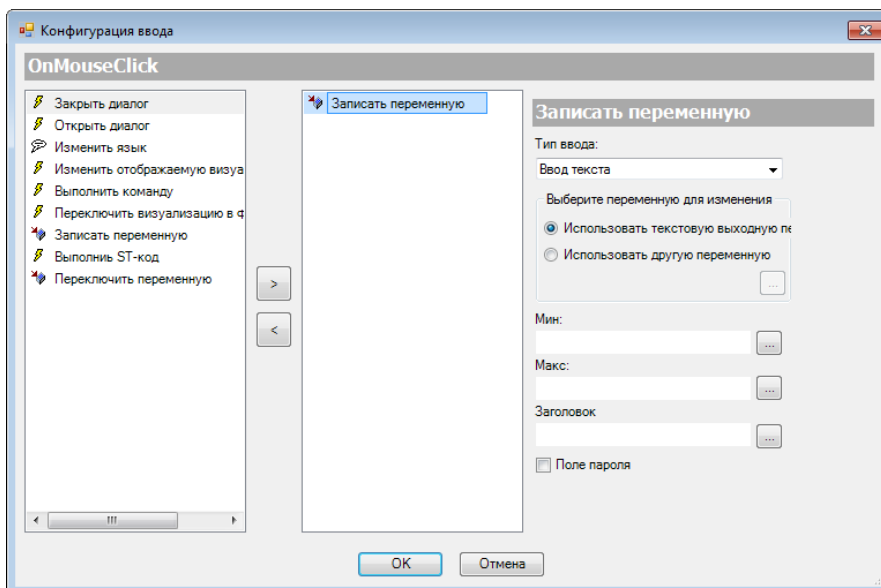 Конфигурация ввода
OnMouseClick
Закрыть диалог
Открыть диалог
Изменить язык
Изменить отображаемую визуа
Выполнить команду
Переключить визуализацию в ф
Записать переменную
Выполниь ST-код
Переключить переменную
>
<
Записать переменную
Записать переменную
Тип ввода:
Ввод текста
Выберите переменную для изменения
Использовать текстовую выходную пе
Использовать другую переменную
...
Мин:
...
Макс:
...
Заголовок
...
Поле пароля
OK
Отмена